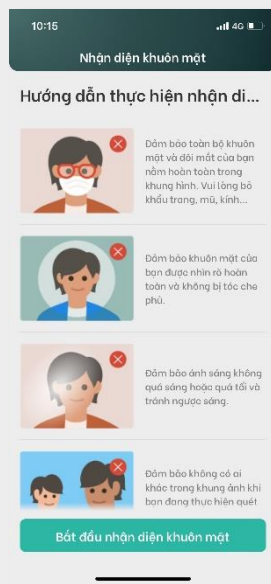 10:15
4G
Nhận diện khuôn mặt
Hướng dẫn thực hiện nhận di...
Đảm bảo toàn bộ khuôn
mặt và đôi mắt của bạn
nằm hoàn toàn trong
khung hình. Vui lòng bỏ
khẩu trang, mũ, kính...
Đảm bảo khuôn mặt của
bạn được nhìn rõ hoàn
toàn và không bị tóc che
phủ.
Đảm bảo ánh sáng không
quá sáng hoặc quá tối và
tránh ngược sáng.
Đảm bảo không có ai
khác trong khung ảnh khi
bạn đang thực hiện quét
Bắt đầu nhận diện khuôn mặt